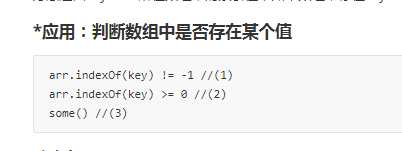 *应用：判断数组中是否存在某个值
arr.indexOf(key) != -1 //(1)
arr.indexOf(key) >= 0 //(2)
some() //(3)